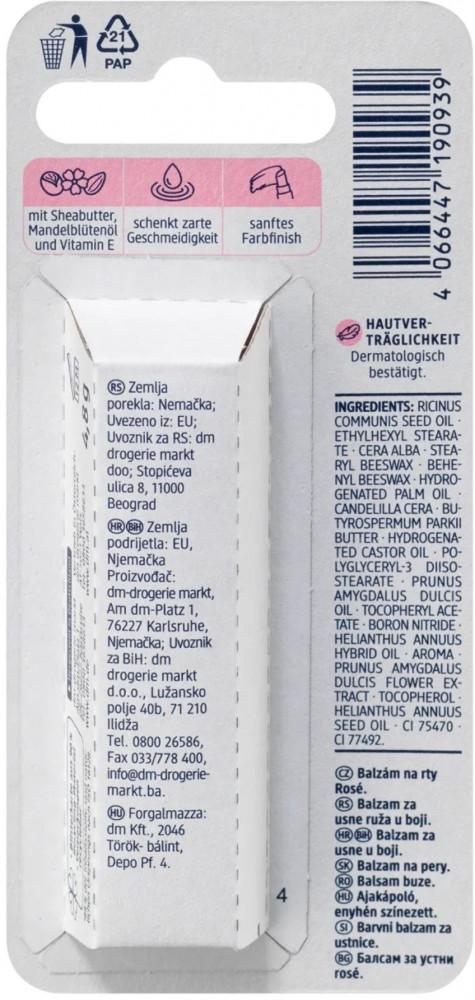 21
PAP
mit Sheabutter,
Mandelblütenöl
und Vitamin E
schenkt zarte
Geschmeidigkeit
sanftes
Farbfinish
4 066447 190939
HAUTVER-
TRÄGLICHKEIT
Dermatologisch
bestätigt.
INGREDIENTS: RICINUS
COMMUNIS SEED OIL ·
ETHYLHEXYL STEARA-
TE · CERA ALBA · STEA-
RYL BEESWAX · BEHE-
NYL BEESWAX · HYDRO-
GENATED PALM OIL ·
CANDELILLA CERA · BU-
TYROSPERMUM PARKII
BUTTER · HYDROGENA-
TED CASTOR OIL · PO-
LYGLYCERYL-3 DIISO-
STEARATE · PRUNUS
AMYGDALUS DULCIS
OIL · TOCOPHERYL ACE-
TATE · BORON NITRIDE ·
HELIANTHUS ANNUUS
HYBRID OIL · AROMA ·
PRUNUS AMYGDALUS
DULCIS FLOWER EX-
TRACT · TOCOPHEROL ·
HELIANTHUS ANNUUS
SEED OIL · CI 75470 ·
CI 77492.
CZ Balzám na rty
Rosé.
RS Balzam za
usne ruža u boji.
HR BIH Balzam za
usne u boji.
SK Balzam na pery.
RO Balsam buze.
HU Ajakápoló,
enyhén színezett.
SI Barvni balzam za
ustnice.
BG Балсам за устни
rosé.
4,8 g
RS Zemlja
porekla: Nemačka;
Uvezeno iz: EU;
Uvoznik za RS: dm
drogerie markt
doo; Stopićeva
ulica 8, 11000
Beograd
HR BIH Zemlja
podrijetla: EU,
Njemačka
Proizvođač:
dm-drogerie markt,
Am dm-Platz 1,
76227 Karlsruhe,
Njemačka; Uvoznik
za BiH: dm
drogerie markt
d.o.o., Lužansko
polje 40b, 71 210
Ilidža
Tel. 0800 26586,
Fax 033/778 400,
info@dm-drogerie-
markt.ba.
HU Forgalmazza:
dm Kft., 2046
Török- bálint,
Depo Pf. 4.
4